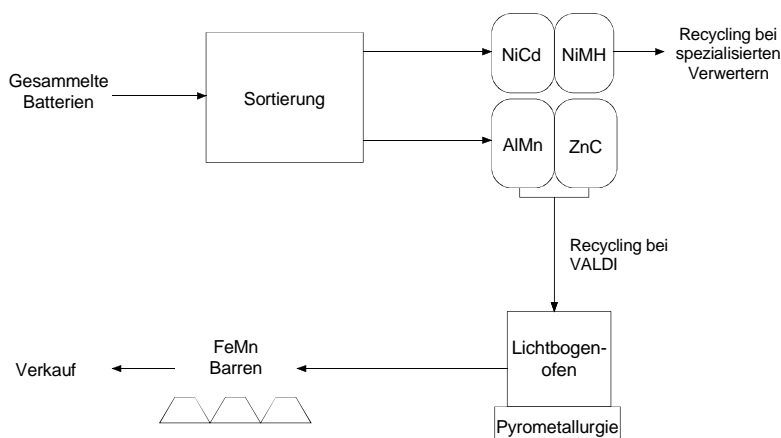 Gesammelte
Batterien
Sortierung
NiCd
NiMH
Recycling bei
spezialisierten
Verwertern
AlMn
ZnC
Recycling bei
VALDI
Lichtbogen-
ofen
Pyrometallurgie
FeMn
Barren
Verkauf